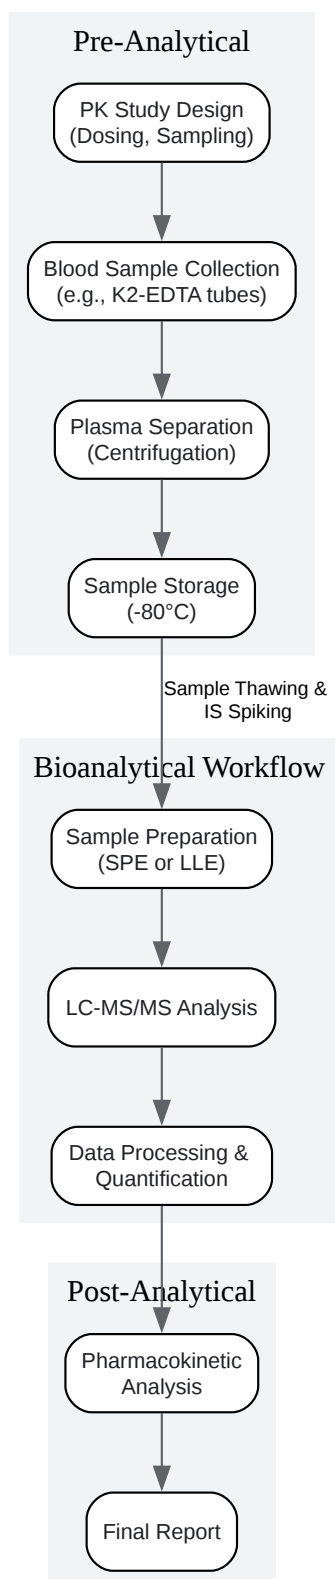 Pre-Analytical
PK Study Design
(Dosing, Sampling)
Blood Sample Collection
(e.g., K2-EDTA tubes)
Plasma Separation
(Centrifugation)
Sample Storage
(-80°C)
Sample Thawing &
IS Spiking
Bioanalytical Workflow
Sample Preparation
(SPE or LLE)
LC-MS/MS Analysis
Data Processing &
Quantification
Post-Analytical
Pharmacokinetic
Analysis
Final Report